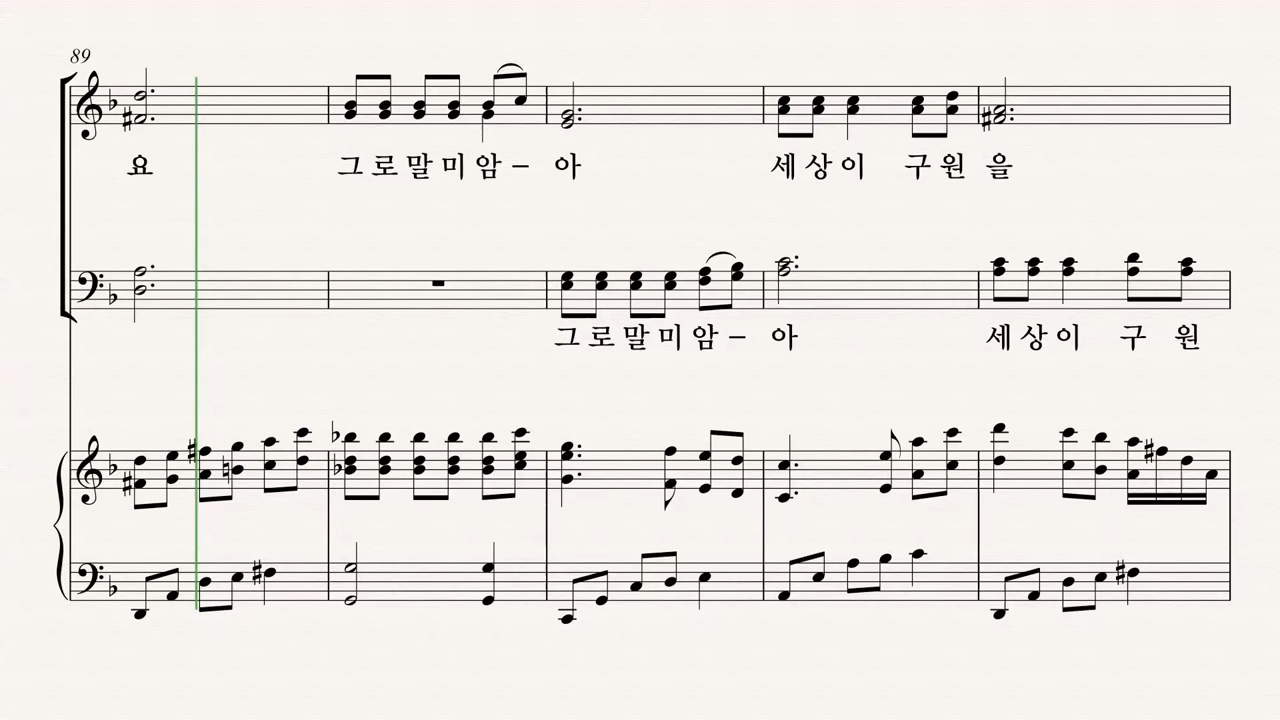 89
요 그 로 말 미 암 – 아 세 상 이 구 원 을
그 로 말 미 암 – 아 세 상 이 구 원